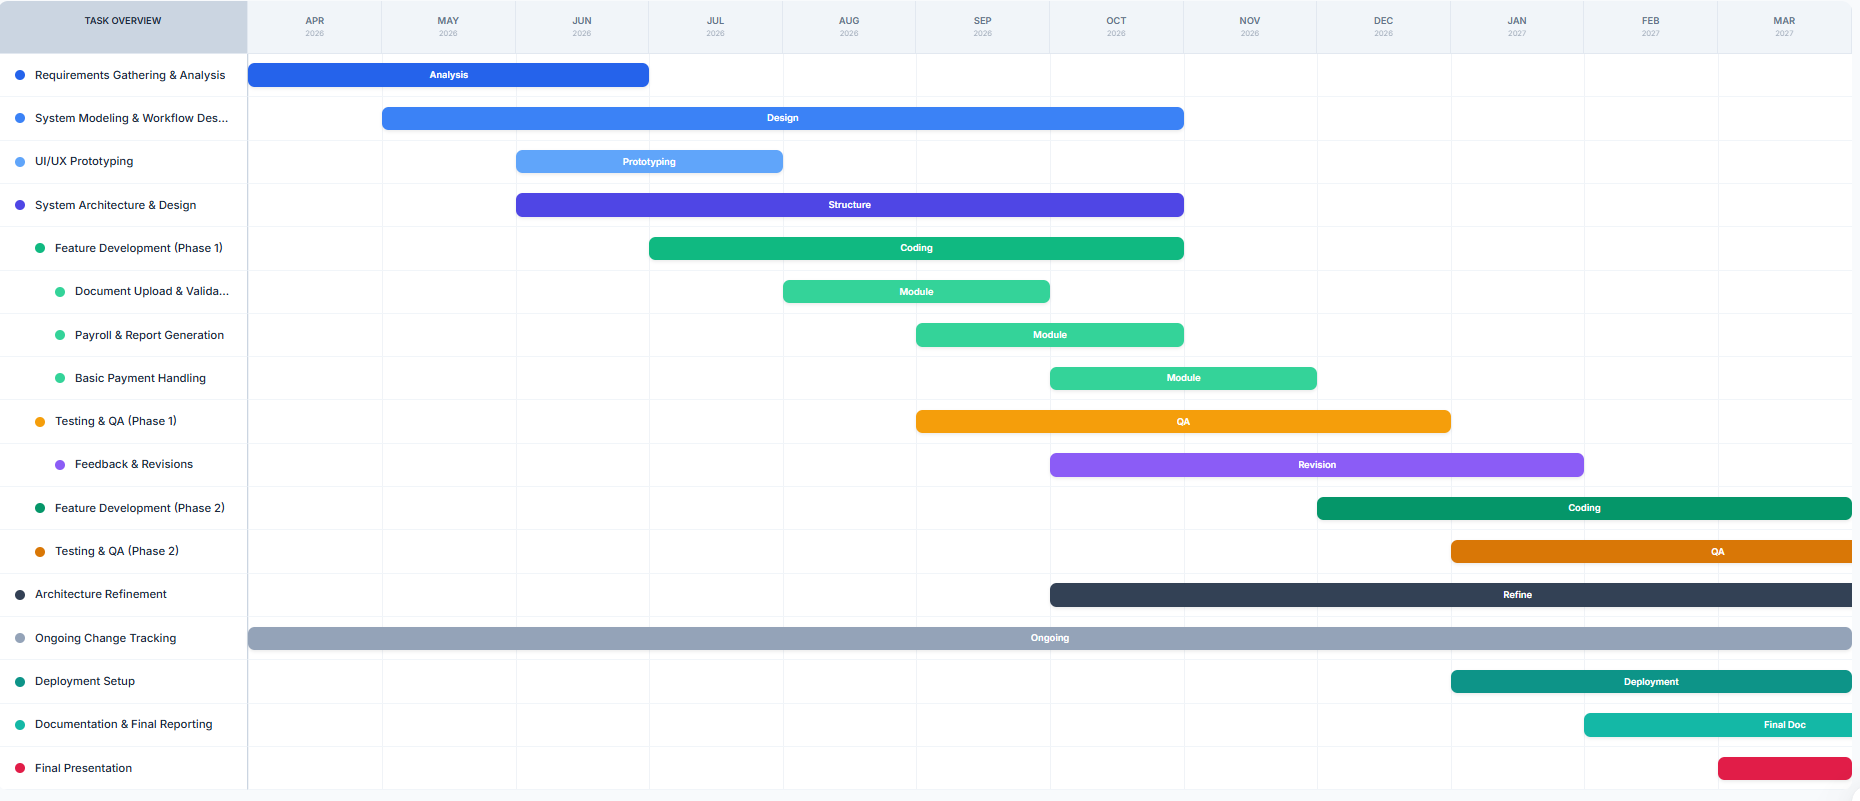 TASK OVERVIEW
APR MAY JUN JUL AUG SEP OCT NOV DEC JAN FEB MAR
2026 2026 2026 2026 2026 2026 2026 2026 2026 2027 2027 2027
Requirements Gathering & Analysis Analysis
System Modeling & Workflow Des... Design
UI/UX Prototyping Prototyping
System Architecture & Design Structure
Feature Development (Phase 1) Coding
Document Upload & Valida... Module
Payroll & Report Generation Module
Basic Payment Handling Module
Testing & QA (Phase 1) QA
Feedback & Revisions Revision
Feature Development (Phase 2) Coding
Testing & QA (Phase 2) QA
Architecture Refinement Refine
Ongoing Change Tracking Ongoing
Deployment Setup Deployment
Documentation & Final Reporting Final Doc
Final Presentation